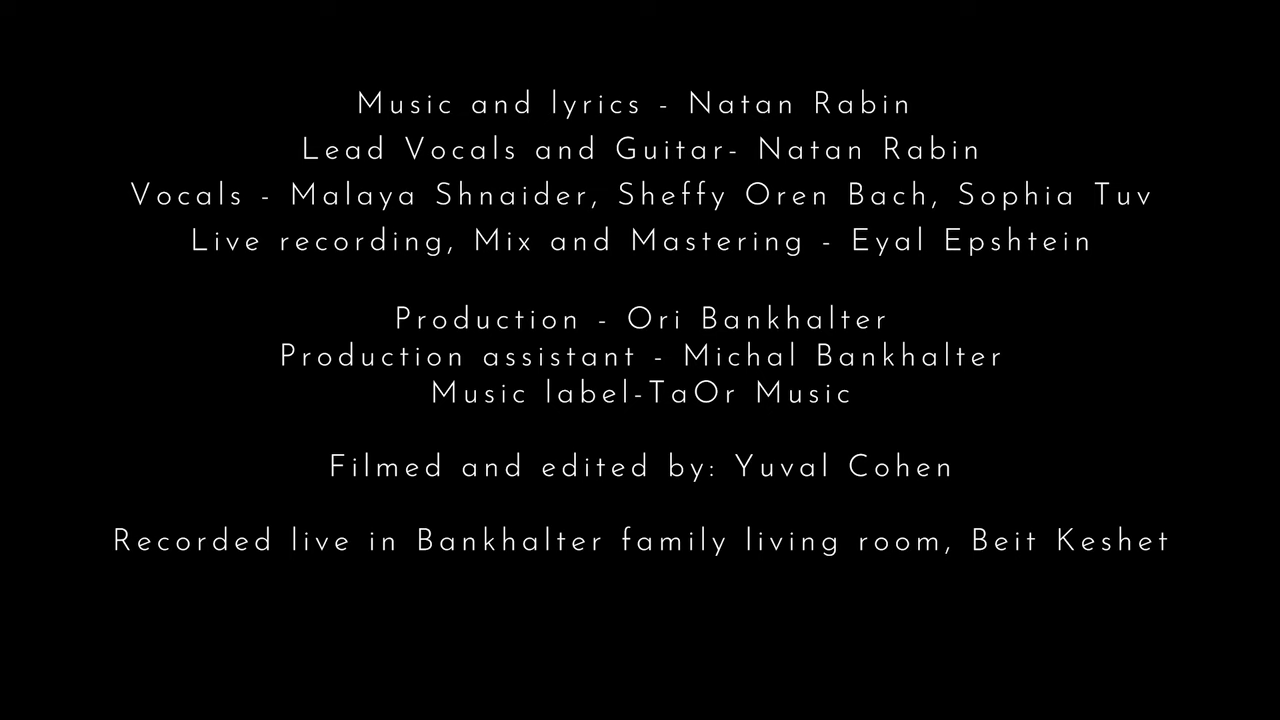 Music and lyrics - Natan Rabin
Lead Vocals and Guitar- Natan Rabin
Vocals - Malaya Shnaider, Sheffy Oren Bach, Sophia Tuv
Live recording, Mix and Mastering - Eyal Epshtein
Production - Ori Bankhalter
Production assistant - Michal Bankhalter
Music label-TaOr Music
Filmed and edited by: Yuval Cohen
Recorded live in Bankhalter family living room, Beit Keshet